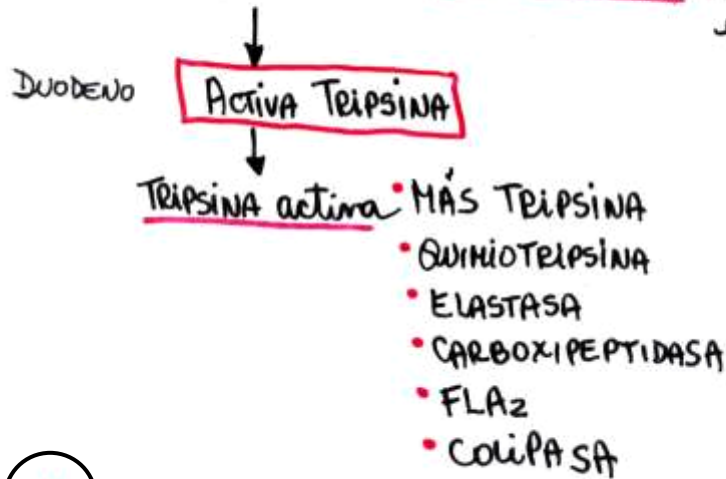 DUODENO
ACTIVA TRIPSINA
TRIPSINA activa • MÁS TRIPSINA
• QUIMIOTRIPSINA
• ELASTASA
• CARBOXIPEPTIDASA
• FLA2
• COLIPASA